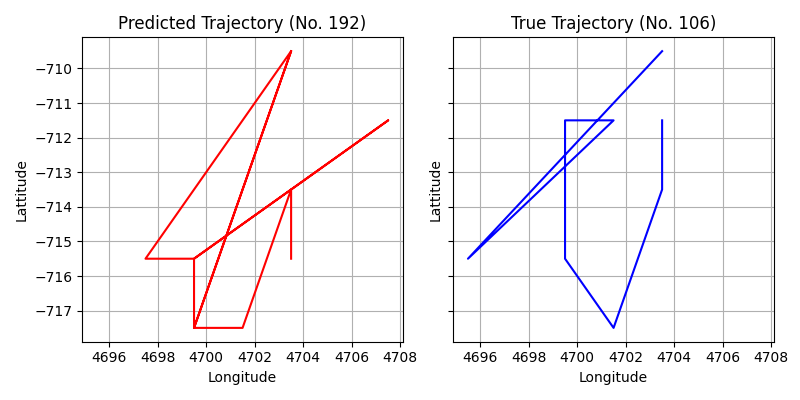 Predicted Trajectory (No. 192)
True Trajectory (No. 106)
Lattitude
−710
−711
−712
−713
−714
−715
−716
−717
4696 4698 4700 4702 4704 4706 4708
Longitude
Lattitude
4696 4698 4700 4702 4704 4706 4708
Longitude